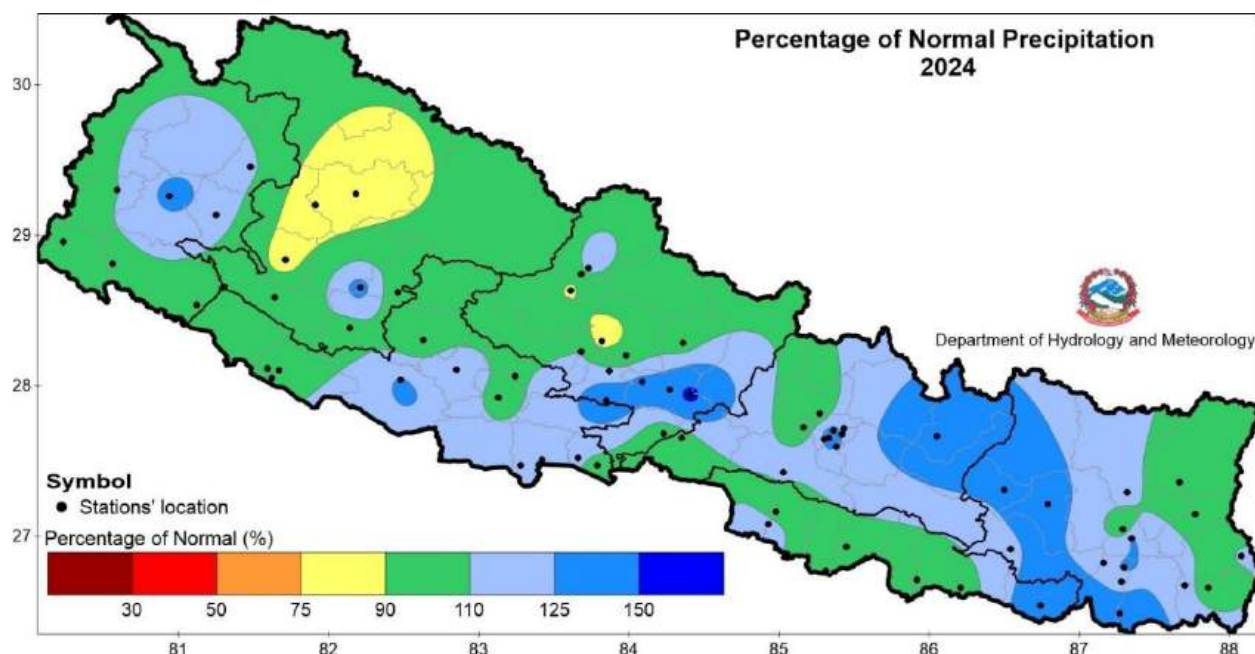 Percentage of Normal Precipitation
2024
30
29
Department of Hydrology and Meteorology
28
Symbol
Stations' location
27
Percentage of Normal (%)
30 50 75 90 110 125 150
81 82 83 84 85 86 87 88